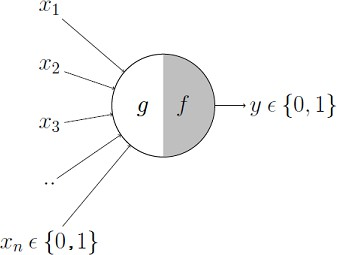 x₁
x₂
x₃
g f
y ϵ {0, 1}
..
xₙ ϵ {0,1}